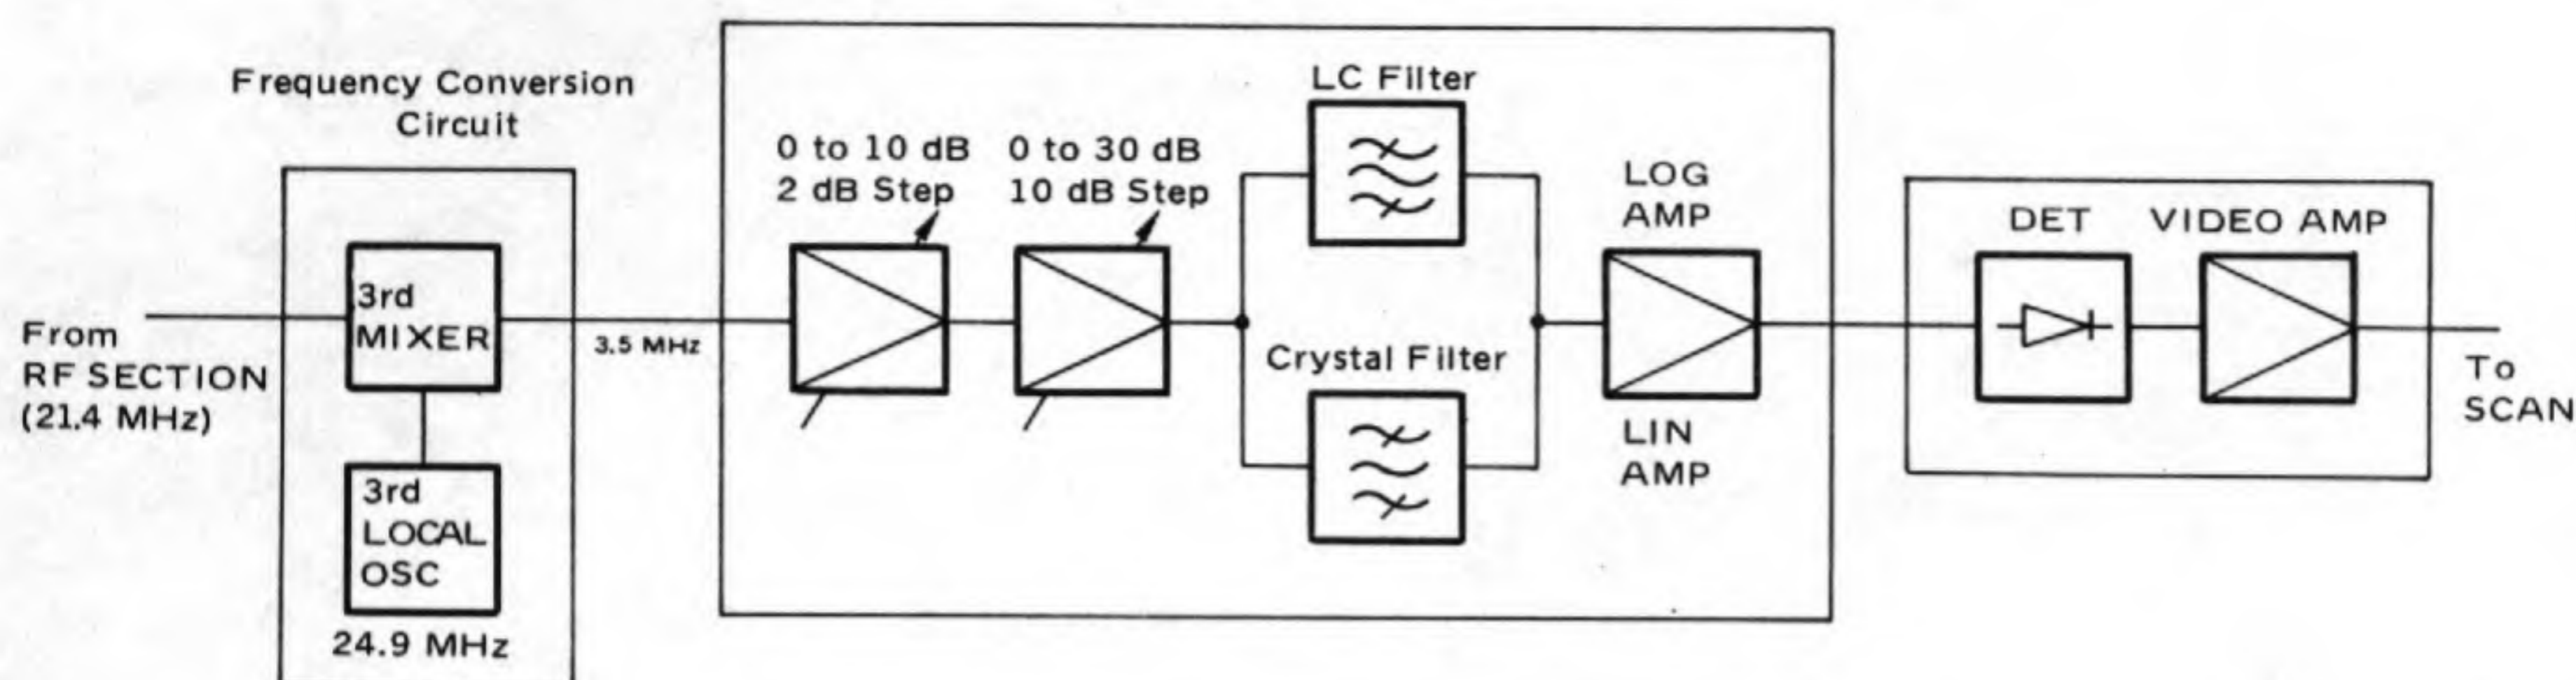 Frequency Conversion
Circuit
From
RF SECTION
(21.4 MHz)
3rd
MIXER
3rd
LOCAL
OSC
24.9 MHz
3.5 MHz
0 to 10 dB
2 dB Step
0 to 30 dB
10 dB Step
LC Filter
Crystal Filter
LOG
AMP
LIN
AMP
DET
VIDEO AMP
To
SCAN